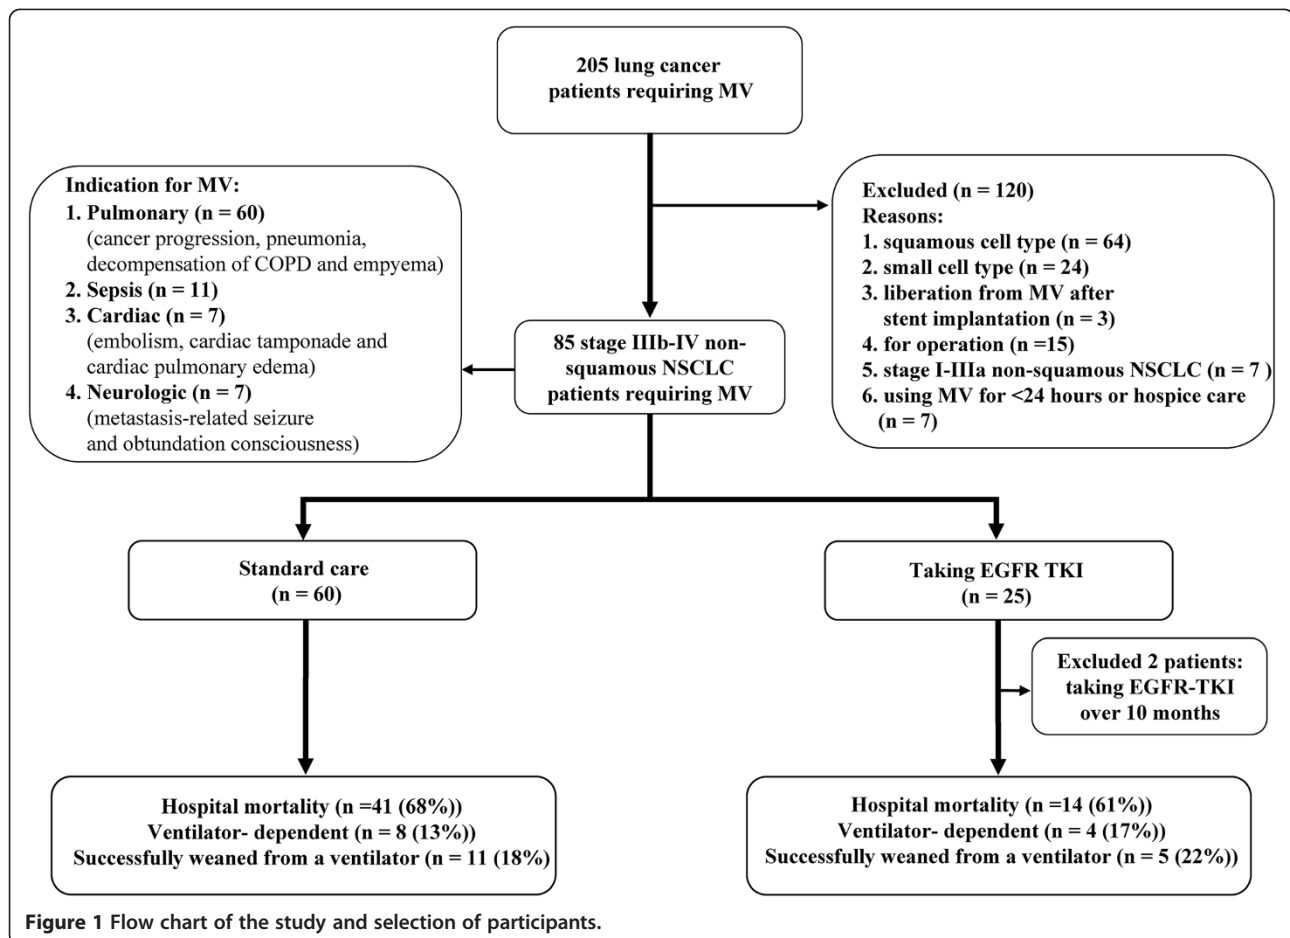 205 lung cancer
patients requiring MV
Indication for MV:
1. Pulmonary (n = 60)
(cancer progression, pneumonia,
decompensation of COPD and empyema)
2. Sepsis (n = 11)
3. Cardiac (n = 7)
(embolism, cardiac tamponade and
cardiac pulmonary edema)
4. Neurologic (n = 7)
(metastasis-related seizure
and obtundation consciousness)
Excluded (n = 120)
Reasons:
1. squamous cell type (n = 64)
2. small cell type (n = 24)
3. liberation from MV after
stent implantation (n = 3)
4. for operation (n =15)
5. stage I-IIIa non-squamous NSCLC (n = 7 )
6. using MV for <24 hours or hospice care
(n = 7)
85 stage IIIb-IV non-
squamous NSCLC
patients requiring MV
Standard care
(n = 60)
Taking EGFR TKI
(n = 25)
Excluded 2 patients:
taking EGFR-TKI
over 10 months
Hospital mortality (n =41 (68%))
Ventilator- dependent (n = 8 (13%))
Successfully weaned from a ventilator (n = 11 (18%)
Hospital mortality (n =14 (61%))
Ventilator- dependent (n = 4 (17%))
Successfully weaned from a ventilator (n = 5 (22%))
Figure 1 Flow chart of the study and selection of participants.